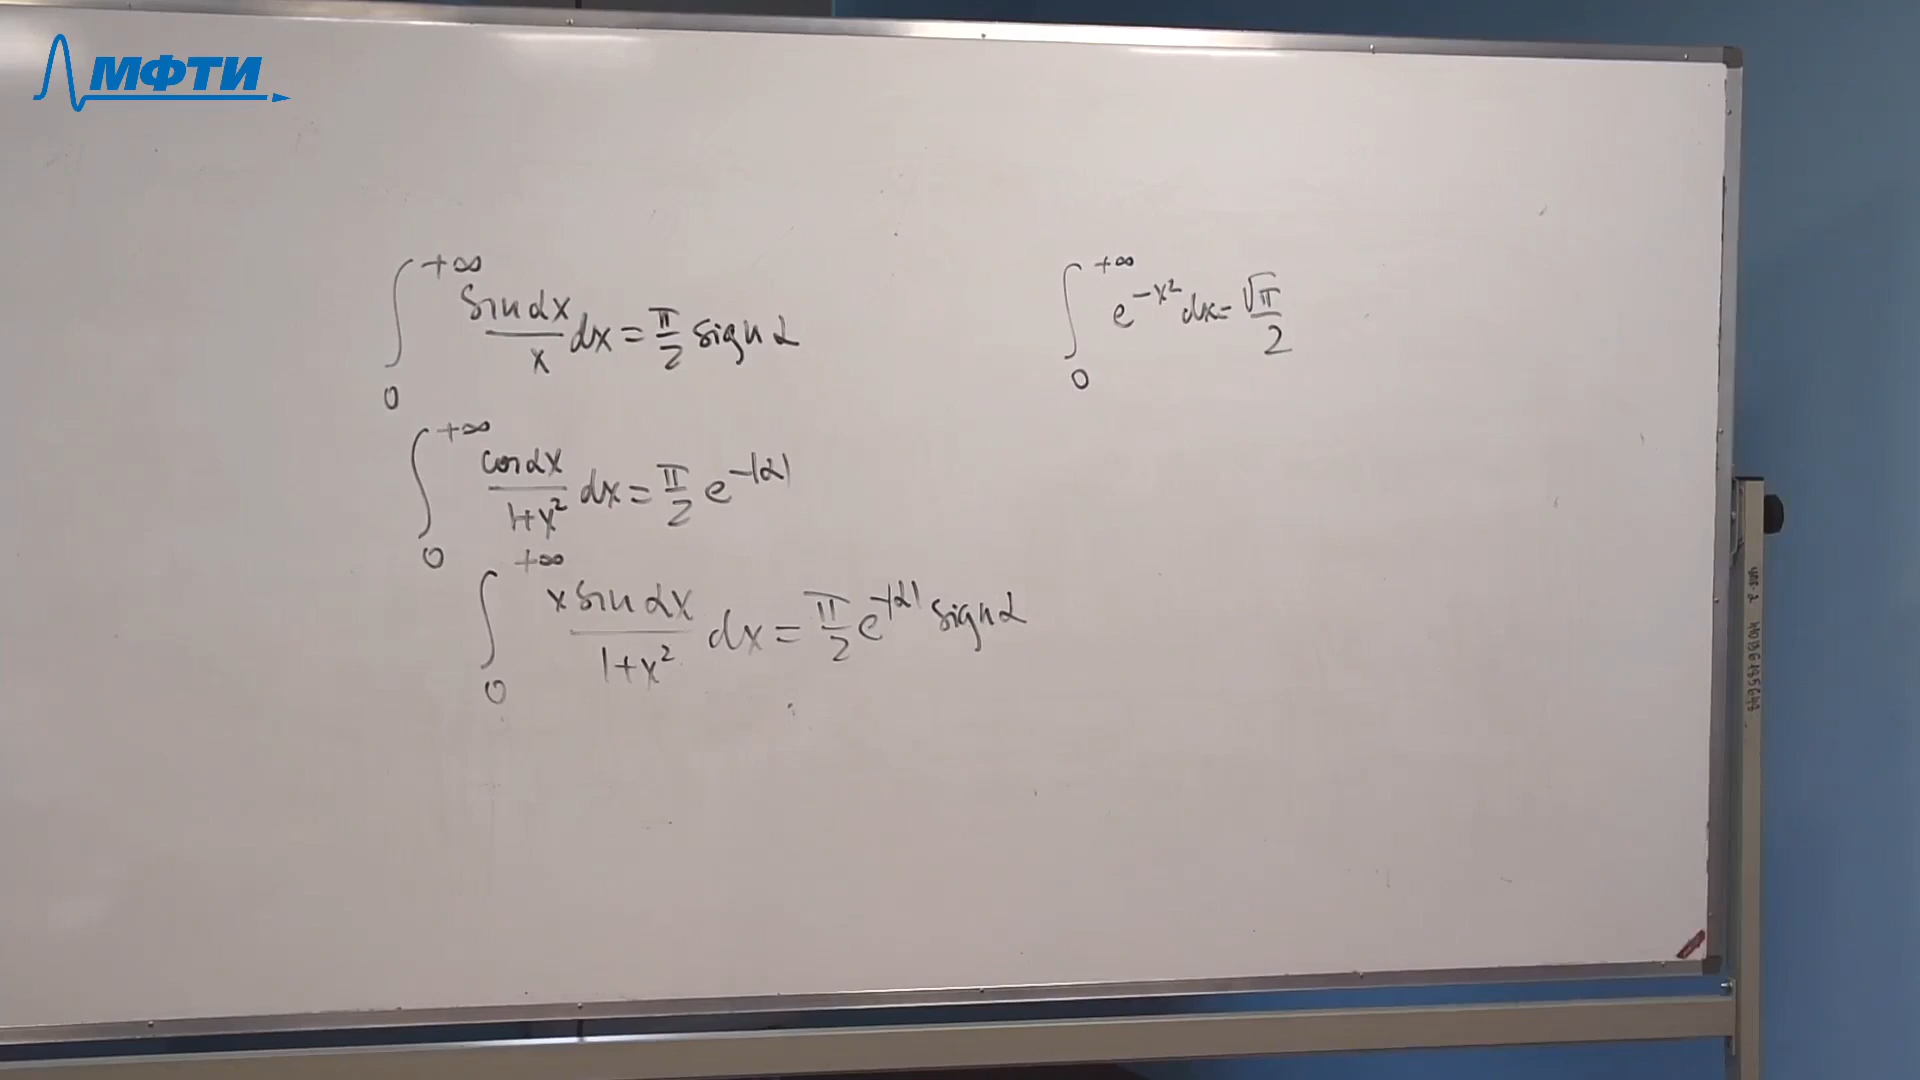 МФТИ
∫₀^{+∞} sin αx / x dx = π/2 sign α
∫₀^{+∞} cos αx / 1+x² dx = π/2 e^{-|α|}
∫₀^{+∞} x sin αx / 1+x² dx = π/2 e^{-|α|} sign α
∫₀^{+∞} e^{-x²} dx = √π / 2